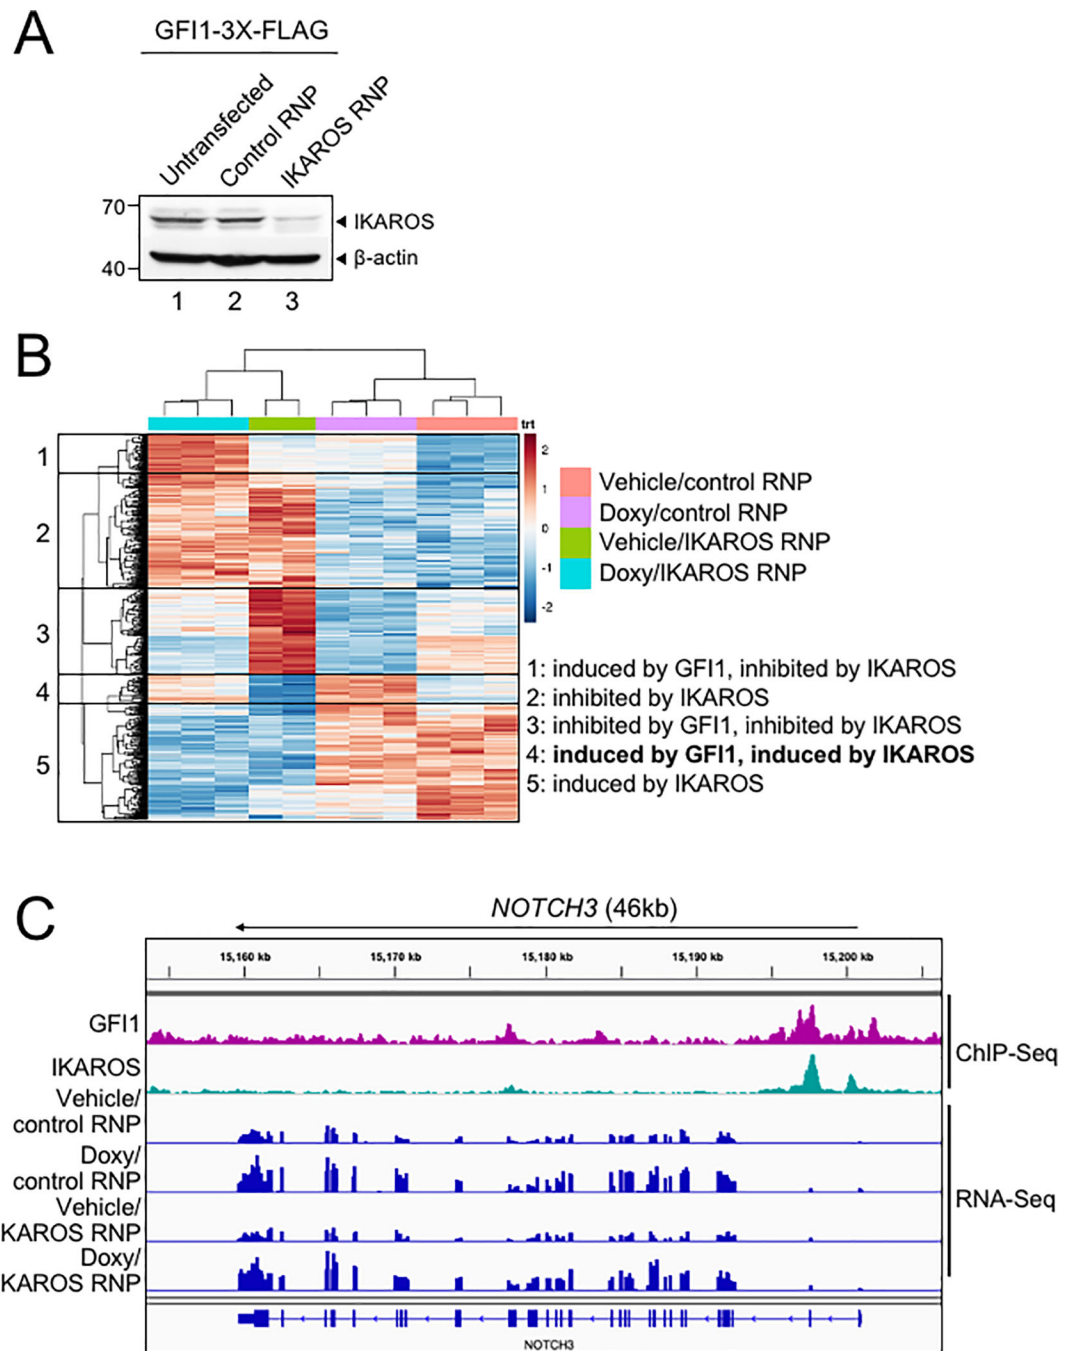 A
GFI1-3X-FLAG
Untransfected
Control RNP
IKAROS RNP
70
IKAROS
β-actin
40
1 2 3
B
trt
2
1
0
-1
-2
1
2
3
4
5
Vehicle/control RNP
Doxy/control RNP
Vehicle/IKAROS RNP
Doxy/IKAROS RNP
1: induced by GFI1, inhibited by IKAROS
2: inhibited by IKAROS
3: inhibited by GFI1, inhibited by IKAROS
4: induced by GFI1, induced by IKAROS
5: induced by IKAROS
C
NOTCH3 (46kb)
15,160 kb 15,170 kb 15,180 kb 15,190 kb 15,200 kb
GFI1
IKAROS
ChIP-Seq
Vehicle/
control RNP
Doxy/
control RNP
Vehicle/
KAROS RNP
Doxy/
KAROS RNP
RNA-Seq
NOTCH3